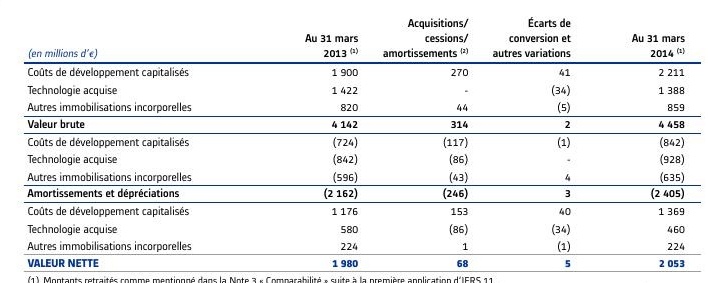 Acquisitions/ Écarts de
Au 31 mars cessions/ conversion et Au 31 mars
(en millions d'€) 2013 (1) amortissements (2) autres variations 2014 (1)
Coûts de développement capitalisés 1 900 270 41 2 211
Technologie acquise 1 422 - (34) 1 388
Autres immobilisations incorporelles 820 44 (5) 859
Valeur brute 4 142 314 2 4 458
Coûts de développement capitalisés (724) (117) (1) (842)
Technologie acquise (842) (86) - (928)
Autres immobilisations incorporelles (596) (43) 4 (635)
Amortissements et dépréciations (2 162) (246) 3 (2 405)
Coûts de développement capitalisés 1 176 153 40 1 369
Technologie acquise 580 (86) (34) 460
Autres immobilisations incorporelles 224 1 (1) 224
VALEUR NETTE 1 980 68 5 2 053
(1) Montants retraités comme mentionné dans la Note 3 « Comparabilité » suite à la première application d'IFRS 11